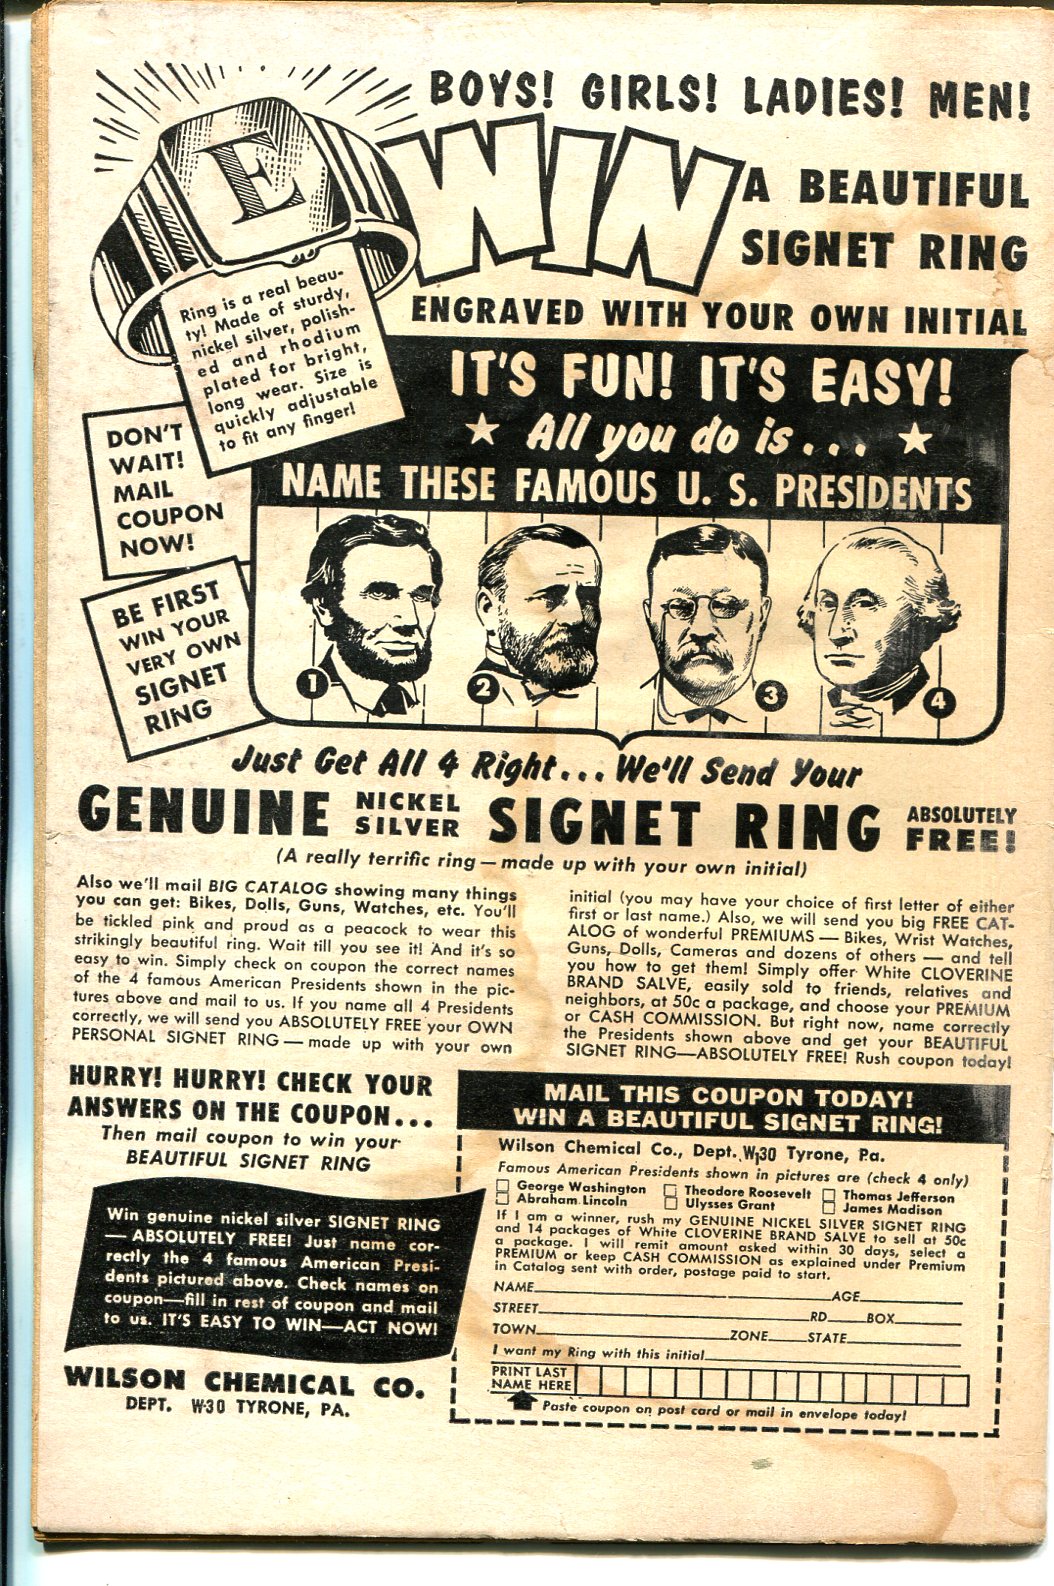 BOYS! GIRLS! LADIES! MEN!
E
WIN
A BEAUTIFUL
SIGNET RING
ENGRAVED WITH YOUR OWN INITIAL
Ring is a real beau-
ty! Made of sturdy,
nickel silver, polish-
ed and rhodium
plated for bright,
long wear. Size is
quickly adjustable
to fit any finger!
IT'S FUN! IT'S EASY!
All you do is...
NAME THESE FAMOUS U. S. PRESIDENTS
DON'T
WAIT!
MAIL
COUPON
NOW!
BE FIRST
WIN YOUR
VERY OWN
SIGNET
RING
1
2
3
4
Just Get All 4 Right... We'll Send Your
GENUINE NICKEL SILVER SIGNET RING ABSOLUTELY FREE!
(A really terrific ring — made up with your own initial)
Also we'll mail BIG CATALOG showing many things
you can get: Bikes, Dolls, Guns, Watches, etc. You'll
be tickled pink and proud as a peacock to wear this
strikingly beautiful ring. Wait till you see it! And it's so
easy to win. Simply check on coupon the correct names
of the 4 famous American Presidents shown in the pic-
tures above and mail to us. If you name all 4 Presidents
correctly, we will send you ABSOLUTELY FREE your OWN
PERSONAL SIGNET RING — made up with your own
initial (you may have your choice of first letter of either
first or last name.) Also, we will send you big FREE CAT-
ALOG of wonderful PREMIUMS — Bikes, Wrist Watches,
Guns, Dolls, Cameras and dozens of others — and tell
you how to get them! Simply offer White CLOVERINE
BRAND SALVE, easily sold to friends, relatives and
neighbors, at 50c a package, and choose your PREMIUM
or CASH COMMISSION. But right now, name correctly
the Presidents shown above and get your BEAUTIFUL
SIGNET RING—ABSOLUTELY FREE! Rush coupon today!
HURRY! HURRY! CHECK YOUR
ANSWERS ON THE COUPON...
Then mail coupon to win your
BEAUTIFUL SIGNET RING
Win genuine nickel silver SIGNET RING
— ABSOLUTELY FREE! Just name cor-
rectly the 4 famous American Presi-
dents pictured above. Check names on
coupon—fill in rest of coupon and mail
to us. IT'S EASY TO WIN—ACT NOW!
WILSON CHEMICAL CO.
DEPT. W-30 TYRONE, PA.
MAIL THIS COUPON TODAY!
WIN A BEAUTIFUL SIGNET RING!
Wilson Chemical Co., Dept. W-30 Tyrone, Pa.
Famous American Presidents shown in pictures are (check 4 only)
George Washington Theodore Roosevelt Thomas Jefferson
Abraham Lincoln Ulysses Grant James Madison
If I am a winner, rush my GENUINE NICKEL SILVER SIGNET RING
and 14 packages of White CLOVERINE BRAND SALVE to sell at 50c
a package. I will remit amount asked within 30 days, select a
PREMIUM or keep CASH COMMISSION as explained under Premium
in Catalog sent with order, postage paid to start.
NAME AGE
STREET RD BOX
TOWN ZONE STATE
I want my Ring with this initial
PRINT LAST
NAME HERE
Paste coupon on post card or mail in envelope today!